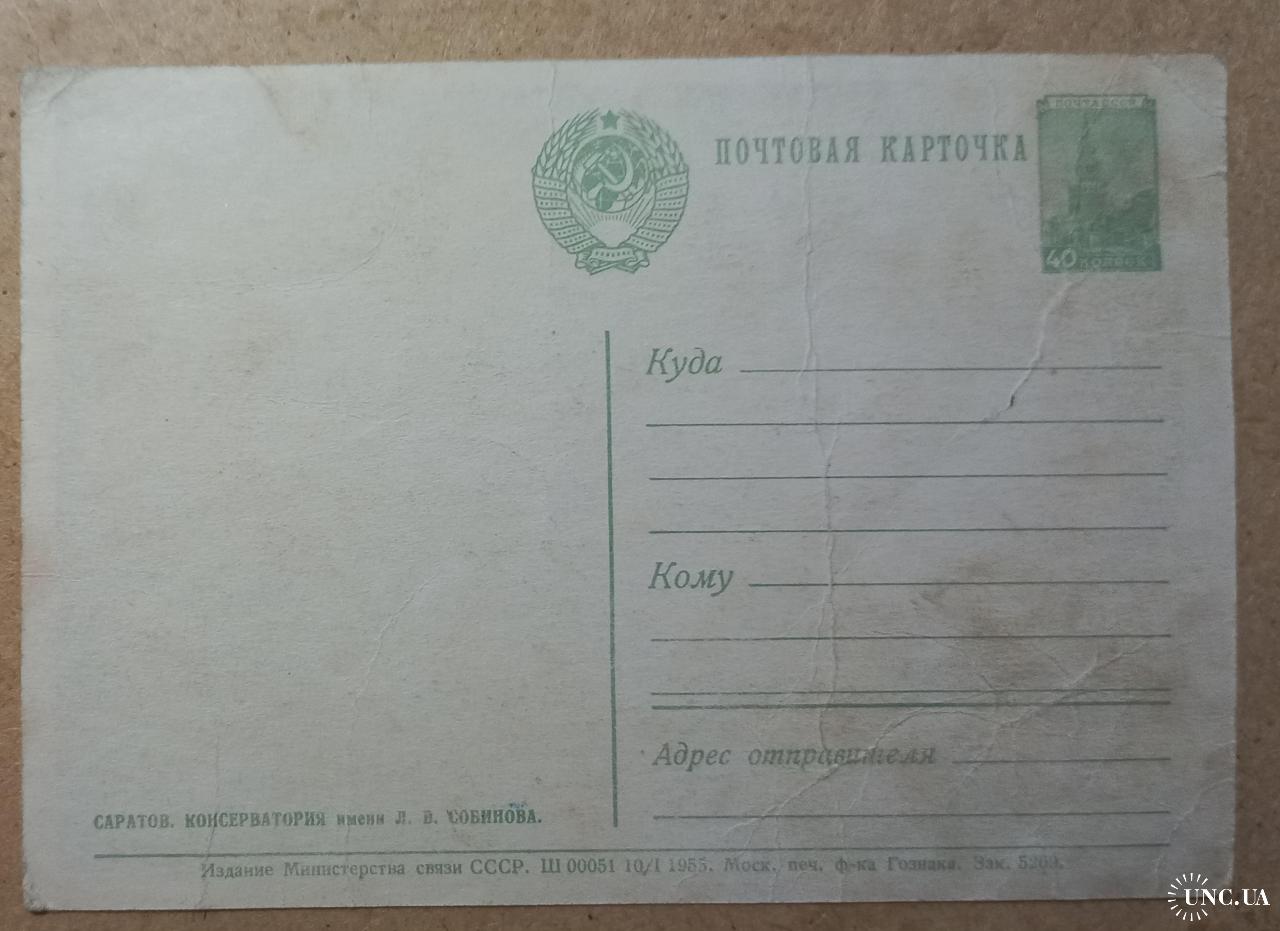 ПОЧТА СССР
ПОЧТОВАЯ КАРТОЧКА
40 КОПЕЕК
Куда
Кому
Адрес отправителя
САРАТОВ. КОНСЕРВАТОРИЯ имени Л. В. СОБИНОВА.
Издание Министерства связи СССР. Ш 00051 10/I 1955. Моск. печ. ф-ка Гознака. Зак.
UNC.UA